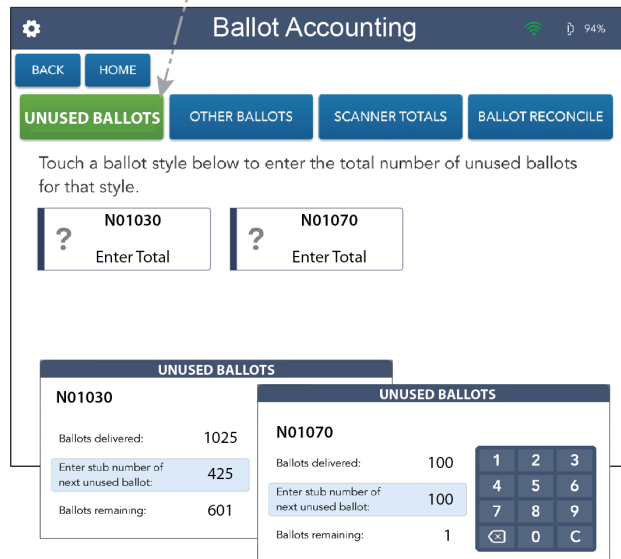 Ballot Accounting
94%
BACK HOME
UNUSED BALLOTS OTHER BALLOTS SCANNER TOTALS BALLOT RECONCILE
Touch a ballot style below to enter the total number of unused ballots
for that style.
N01030
? Enter Total
N01070
? Enter Total
UNUSED BALLOTS
N01030
Ballots delivered: 1025
Enter stub number of
next unused ballot: 425
Ballots remaining: 601
UNUSED BALLOTS
N01070
Ballots delivered: 100
Enter stub number of
next unused ballot: 100
Ballots remaining: 1
1 2 3
4 5 6
7 8 9
0 C